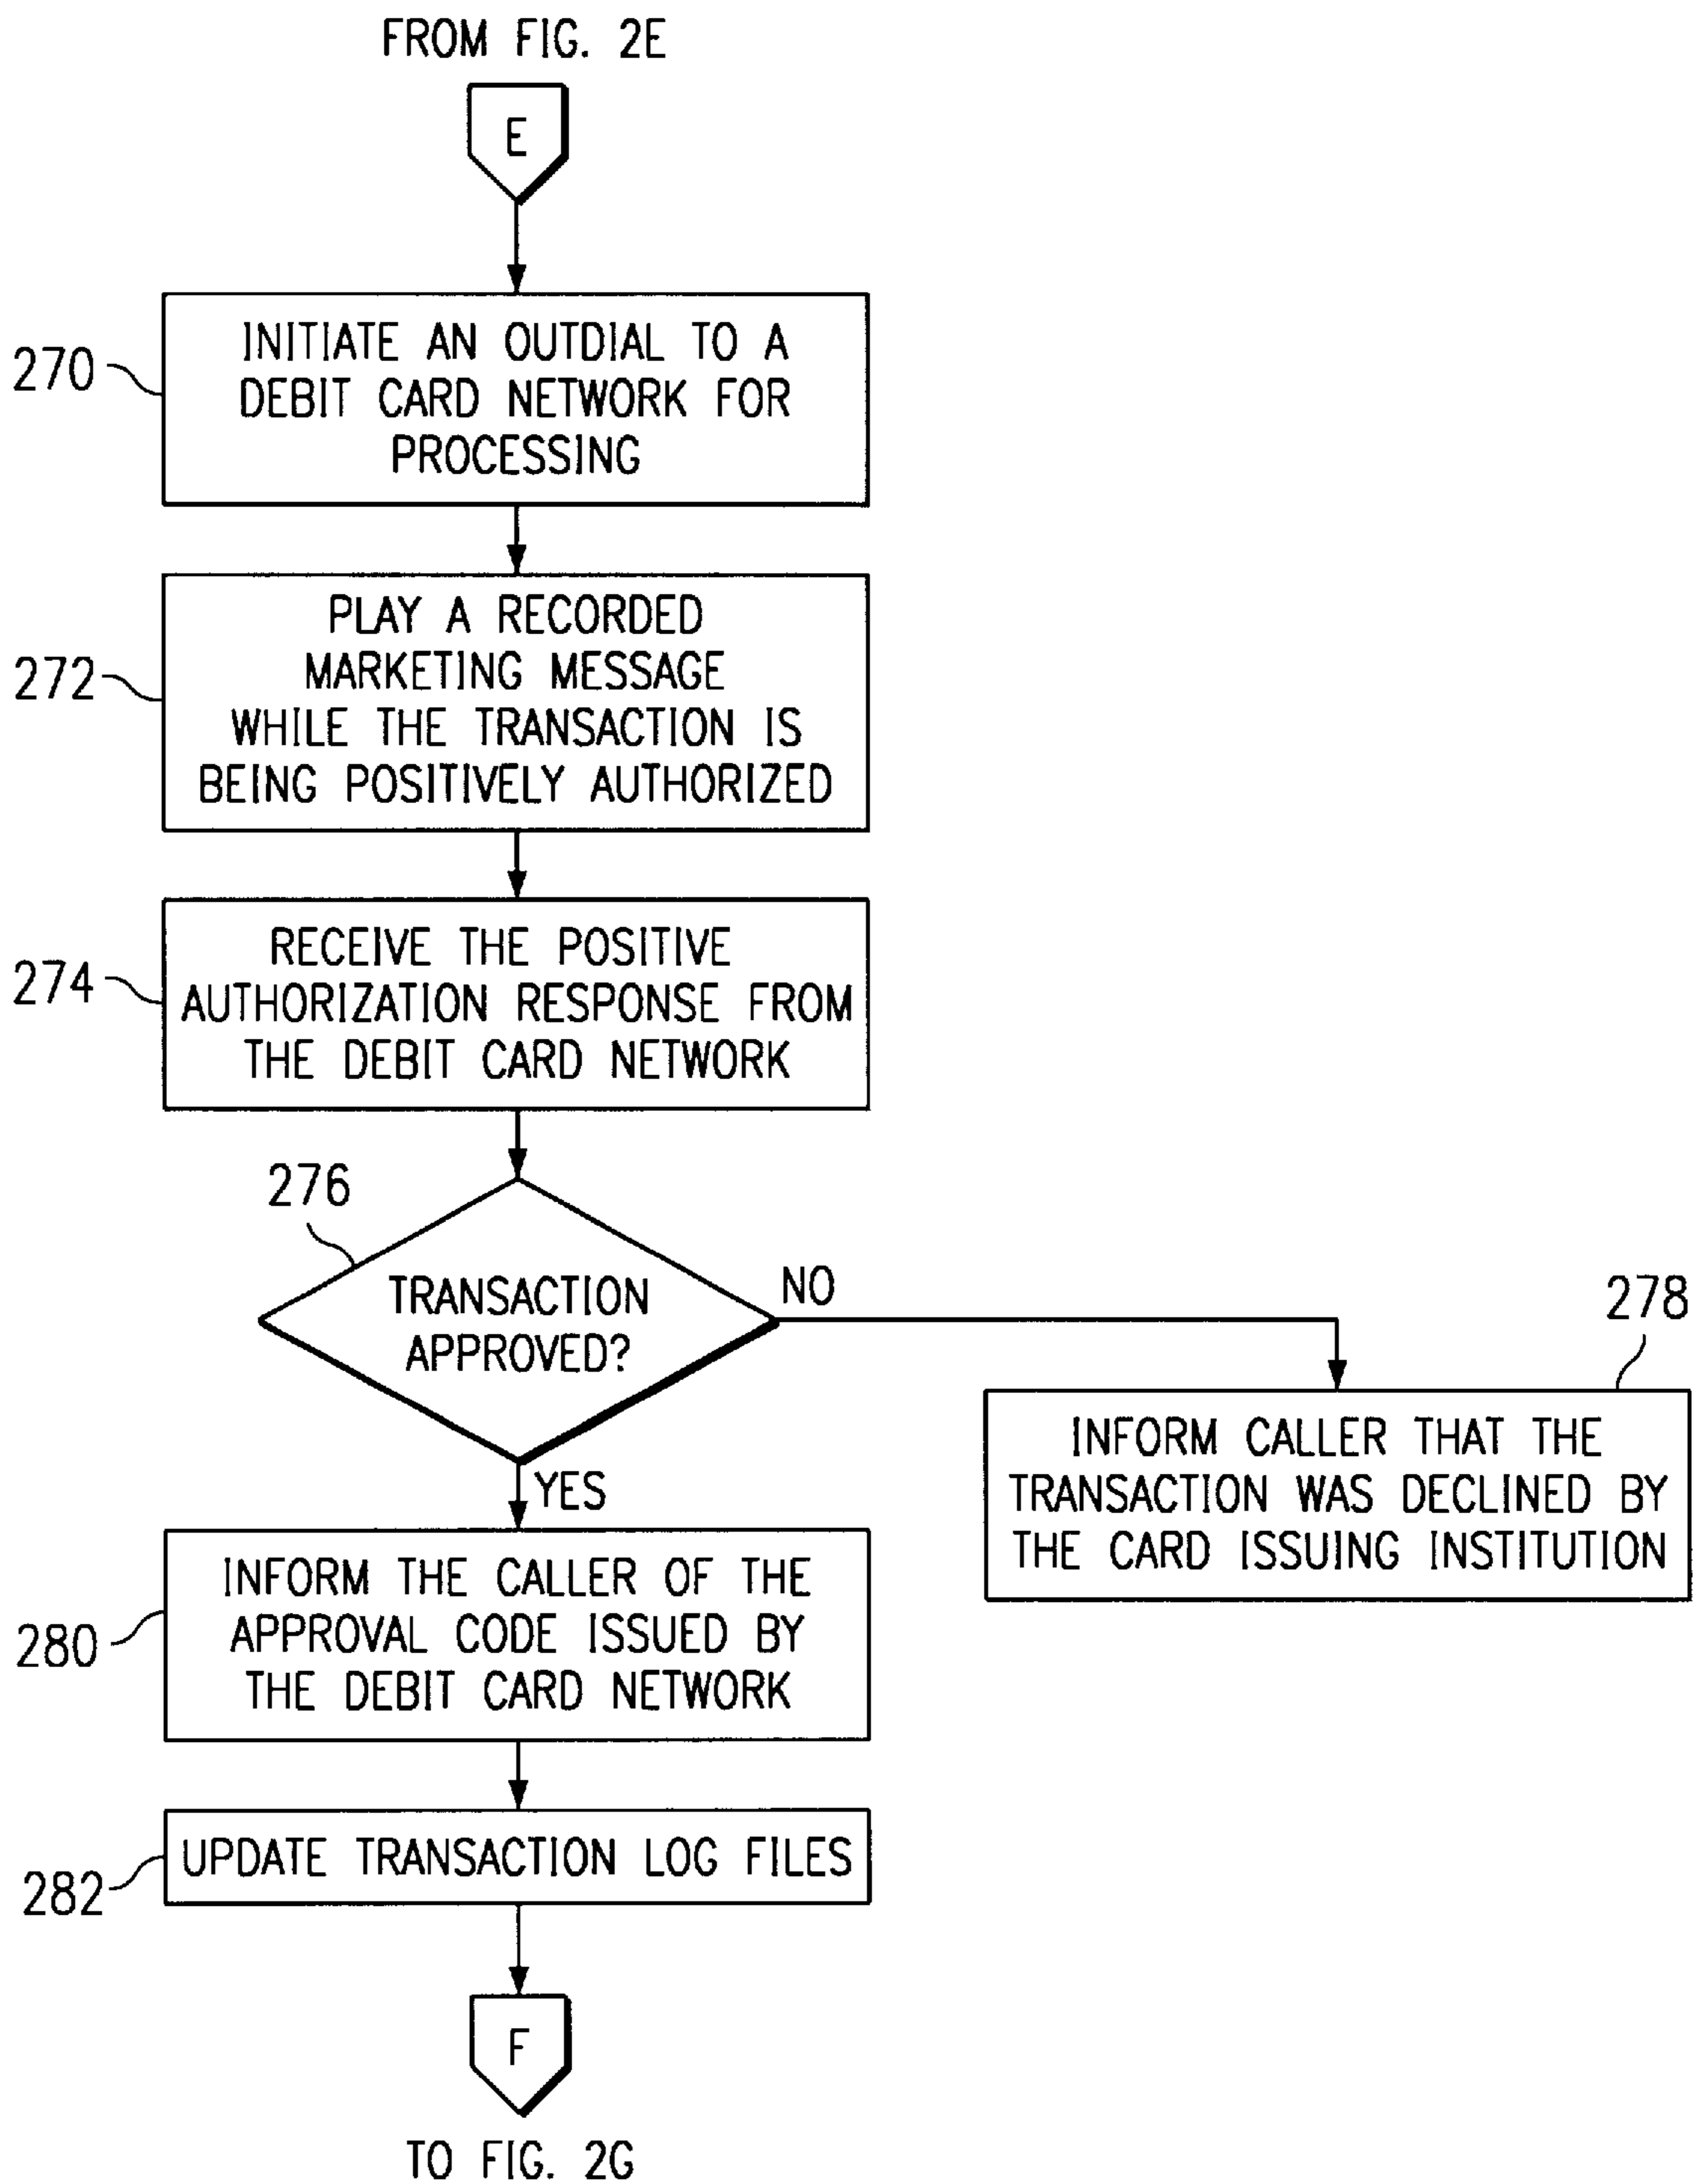 FROM FIG. 2E
E
270
INITIATE AN OUTDIAL TO A
DEBIT CARD NETWORK FOR
PROCESSING
272
PLAY A RECORDED
MARKETING MESSAGE
WHILE THE TRANSACTION IS
BEING POSITIVELY AUTHORIZED
274
RECEIVE THE POSITIVE
AUTHORIZATION RESPONSE FROM
THE DEBIT CARD NETWORK
276
TRANSACTION
APPROVED?
NO
278
INFORM CALLER THAT THE
TRANSACTION WAS DECLINED BY
THE CARD ISSUING INSTITUTION
YES
280
INFORM THE CALLER OF THE
APPROVAL CODE ISSUED BY
THE DEBIT CARD NETWORK
282
UPDATE TRANSACTION LOG FILES
F
TO FIG. 2G